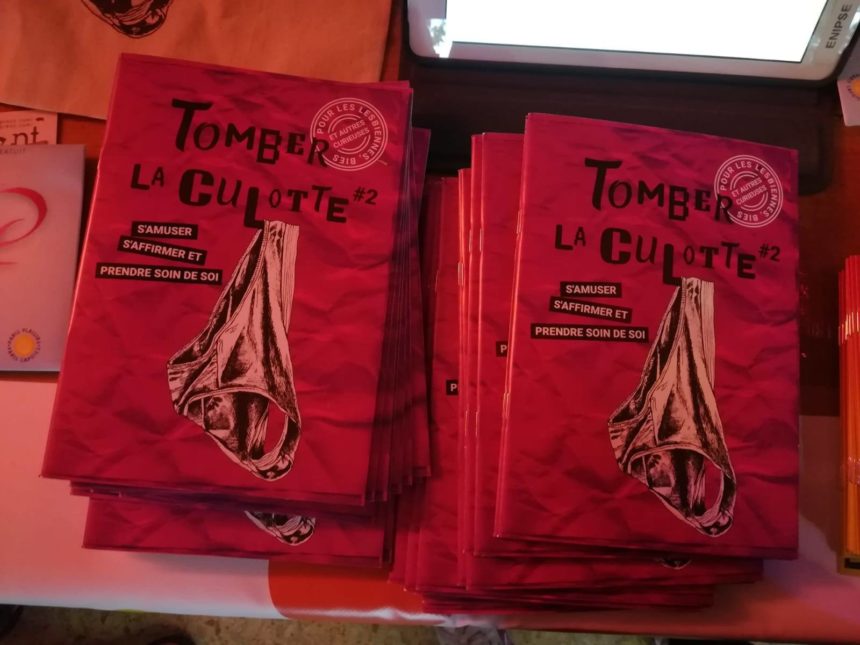 TOMBER
LA CULOTTE #2
POUR LES LESBIENNES, BIES
ET AUTRES
CURIEUSES
S'AMUSER
S'AFFIRMER ET
PRENDRE SOIN DE SOI
TOMBER
LA CULOTTE #2
POUR LES LESBIENNES, BIES
ET AUTRES
CURIEUSES
S'AMUSER
S'AFFIRMER ET
PRENDRE SOIN DE SOI
ENIPSE
nt
P
P